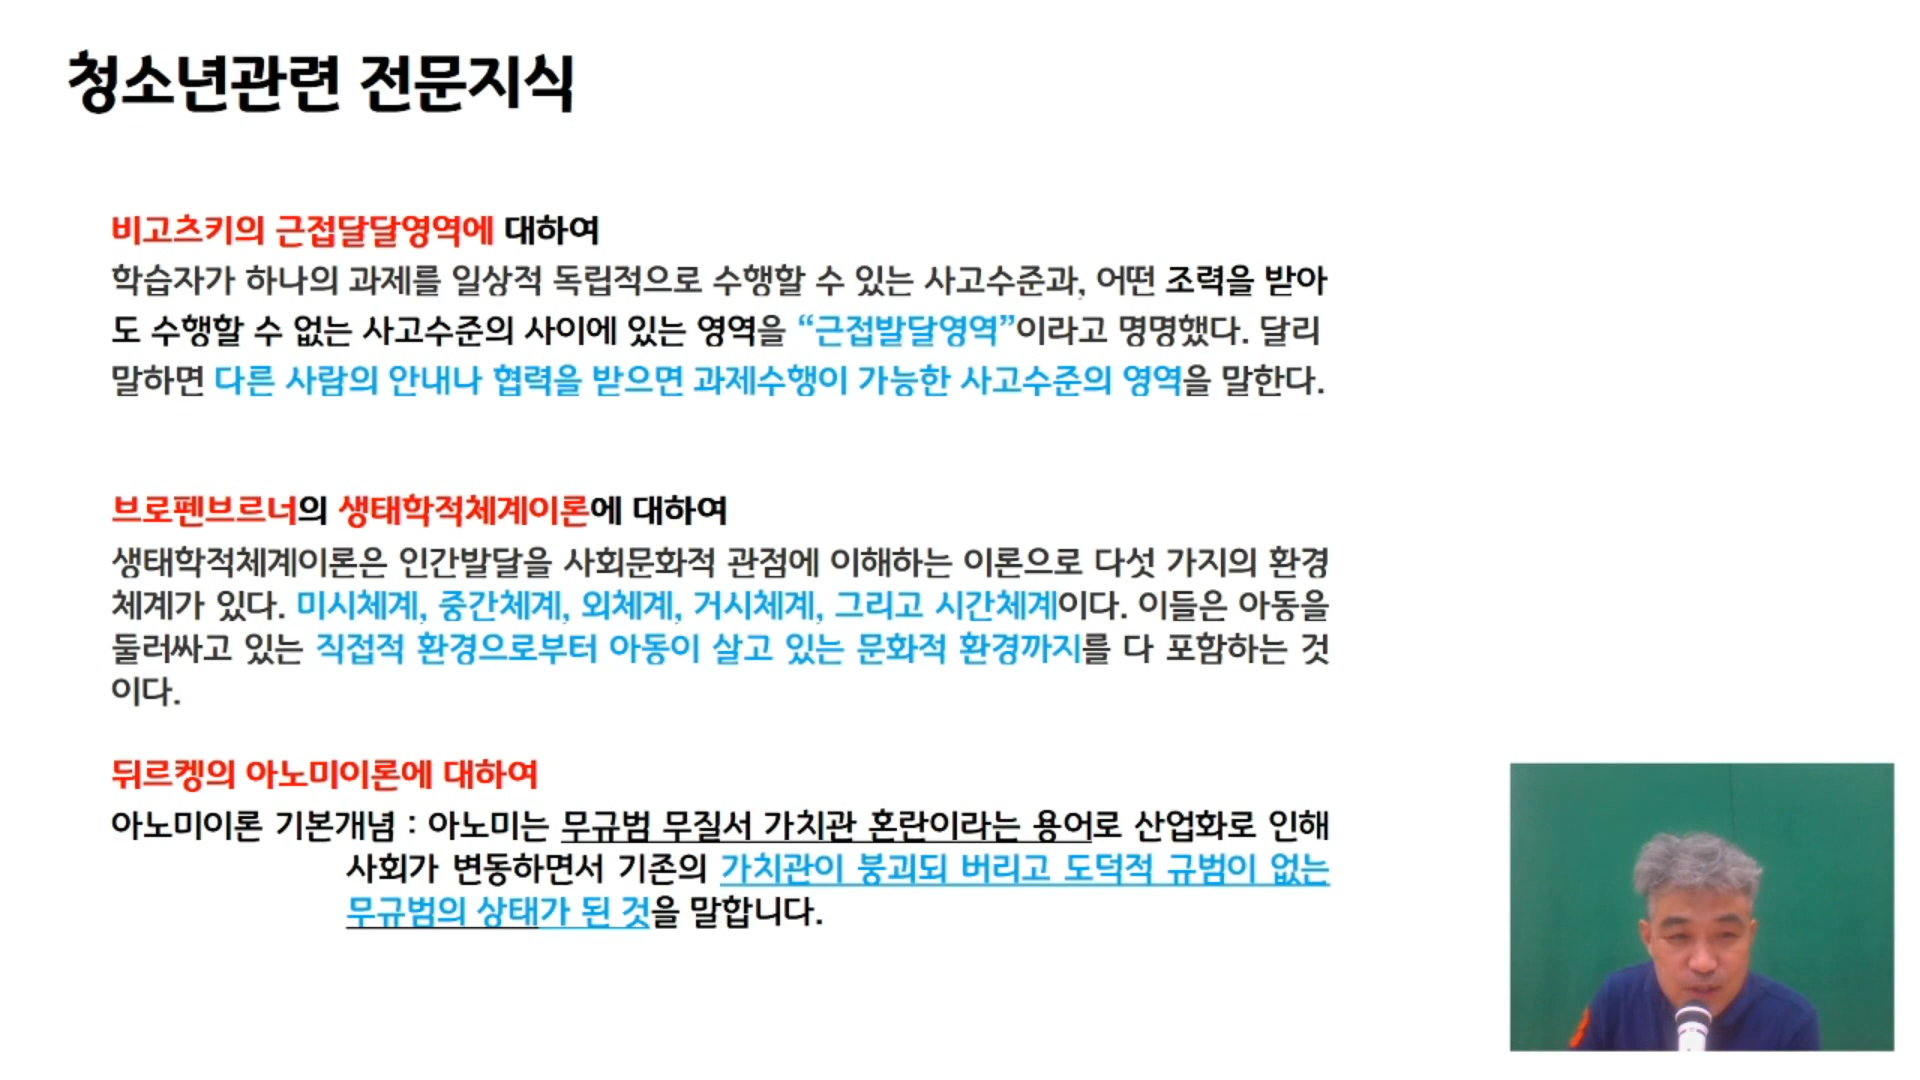 청소년관련 전문지식
비고츠키의 근접달달영역에 대하여
학습자가 하나의 과제를 일상적 독립적으로 수행할 수 있는 사고수준과, 어떤 조력을 받아
도 수행할 수 없는 사고수준의 사이에 있는 영역을 “근접발달영역”이라고 명명했다. 달리
말하면 다른 사람의 안내나 협력을 받으면 과제수행이 가능한 사고수준의 영역을 말한다.
브로펜브르너의 생태학적체계이론에 대하여
생태학적체계이론은 인간발달을 사회문화적 관점에 이해하는 이론으로 다섯 가지의 환경
체계가 있다. 미시체계, 중간체계, 외체계, 거시체계, 그리고 시간체계이다. 이들은 아동을
둘러싸고 있는 직접적 환경으로부터 아동이 살고 있는 문화적 환경까지를 다 포함하는 것
이다.
뒤르켕의 아노미이론에 대하여
아노미이론 기본개념 : 아노미는 무규범 무질서 가치관 혼란이라는 용어로 산업화로 인해
사회가 변동하면서 기존의 가치관이 붕괴되 버리고 도덕적 규범이 없는
무규범의 상태가 된 것을 말합니다.